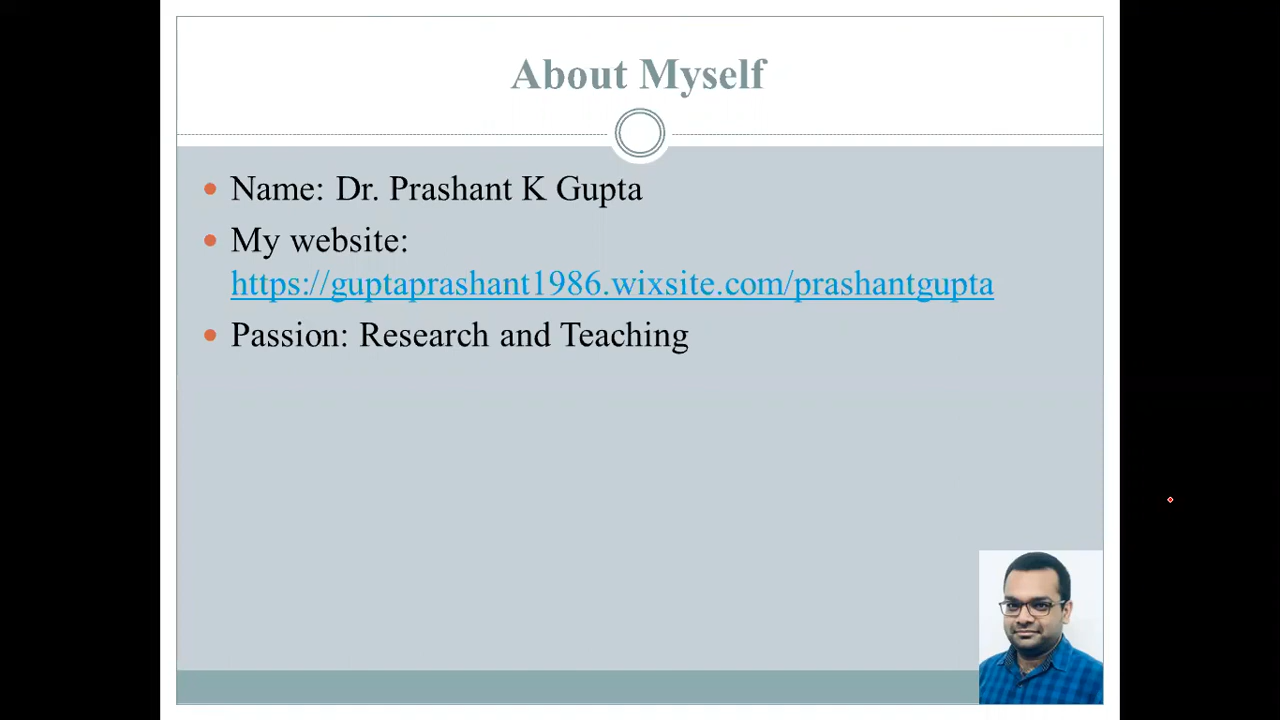 About Myself
Name: Dr. Prashant K Gupta
My website:
https://guptaprashant1986.wixsite.com/prashantgupta
Passion: Research and Teaching